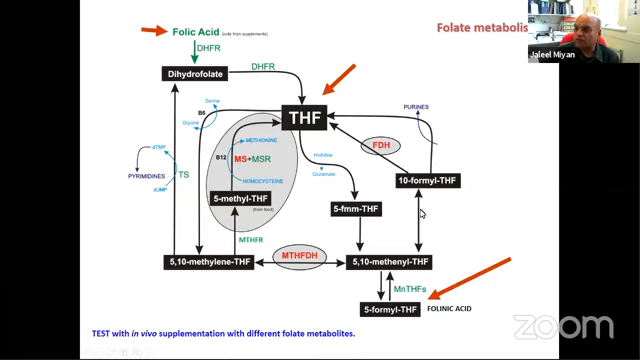 Folate metabolis
Jaleel Miyan
Folic Acid (only from supplements)
DHFR
Dihydrofolate
DHFR
THF
PURINES
B6
Serine
Glycine
METHIONINE
B12
MS+MSR
HOMOCYSTEINE
Histidine
Glutamate
FDH
10-formyl-THF
dTMP
PYRIMIDINES
dUMP
TS
5-methyl-THF
(from food)
5-fmm-THF
MTHFR
5,10-methylene-THF
MTHFDH
5,10-methenyl-THF
MnTHFs
5-formyl-THF
FOLINIC ACID
TEST with in vivo supplementation with different folate metabolites.
zoom